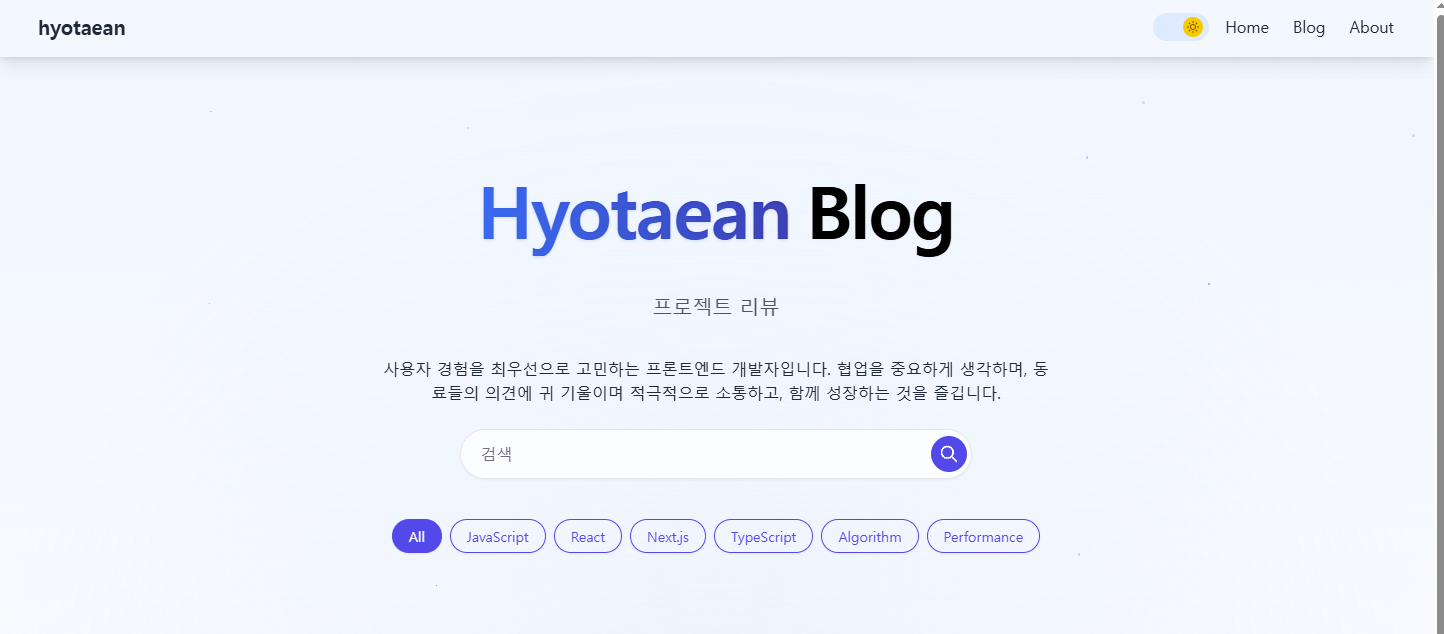 hyotaean
Home Blog About
Hyotaean Blog
프로젝트 리뷰
사용자 경험을 최우선으로 고민하는 프론트엔드 개발자입니다. 협업을 중요하게 생각하며, 동
료들의 의견에 귀 기울이며 적극적으로 소통하고, 함께 성장하는 것을 즐깁니다.
검색
All JavaScript React Next.js TypeScript Algorithm Performance